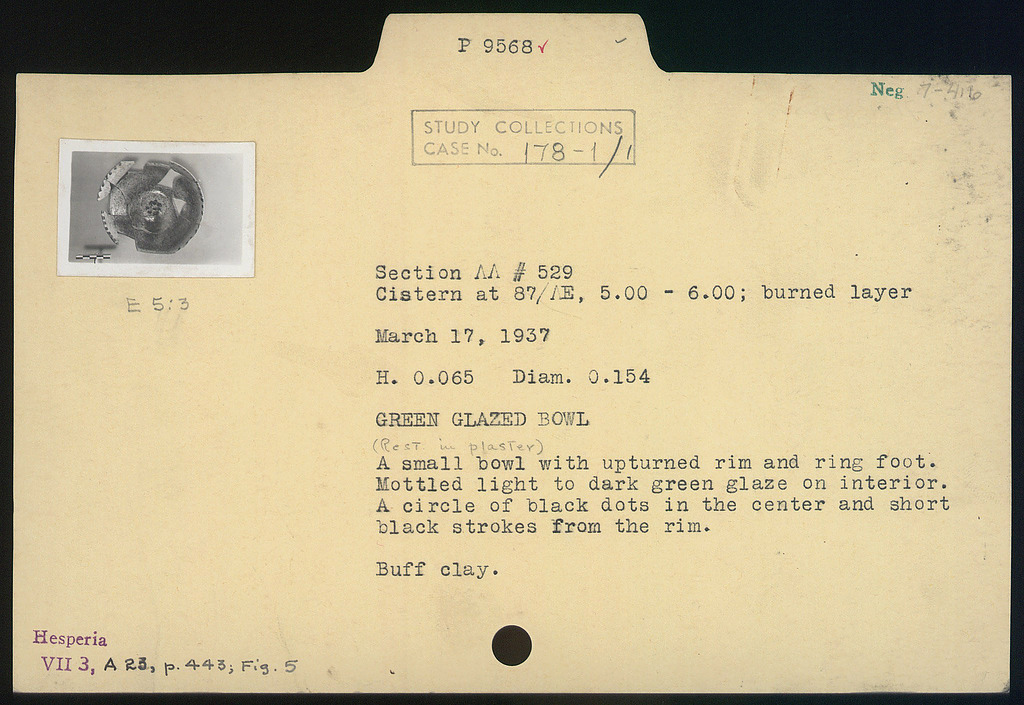 P 9568 ✓
Neg 7-416
STUDY COLLECTIONS
CASE No. 178-1/1
E 5:3
Section ΛΛ # 529
Cistern at 87/ΛE, 5.00 - 6.00; burned layer
March 17, 1937
H. 0.065 Diam. 0.154
GREEN GLAZED BOWL
(Rest. in plaster)
A small bowl with upturned rim and ring foot.
Mottled light to dark green glaze on interior.
A circle of black dots in the center and short
black strokes from the rim.
Buff clay.
Hesperia
VII 3, A 23, p. 443; Fig. 5